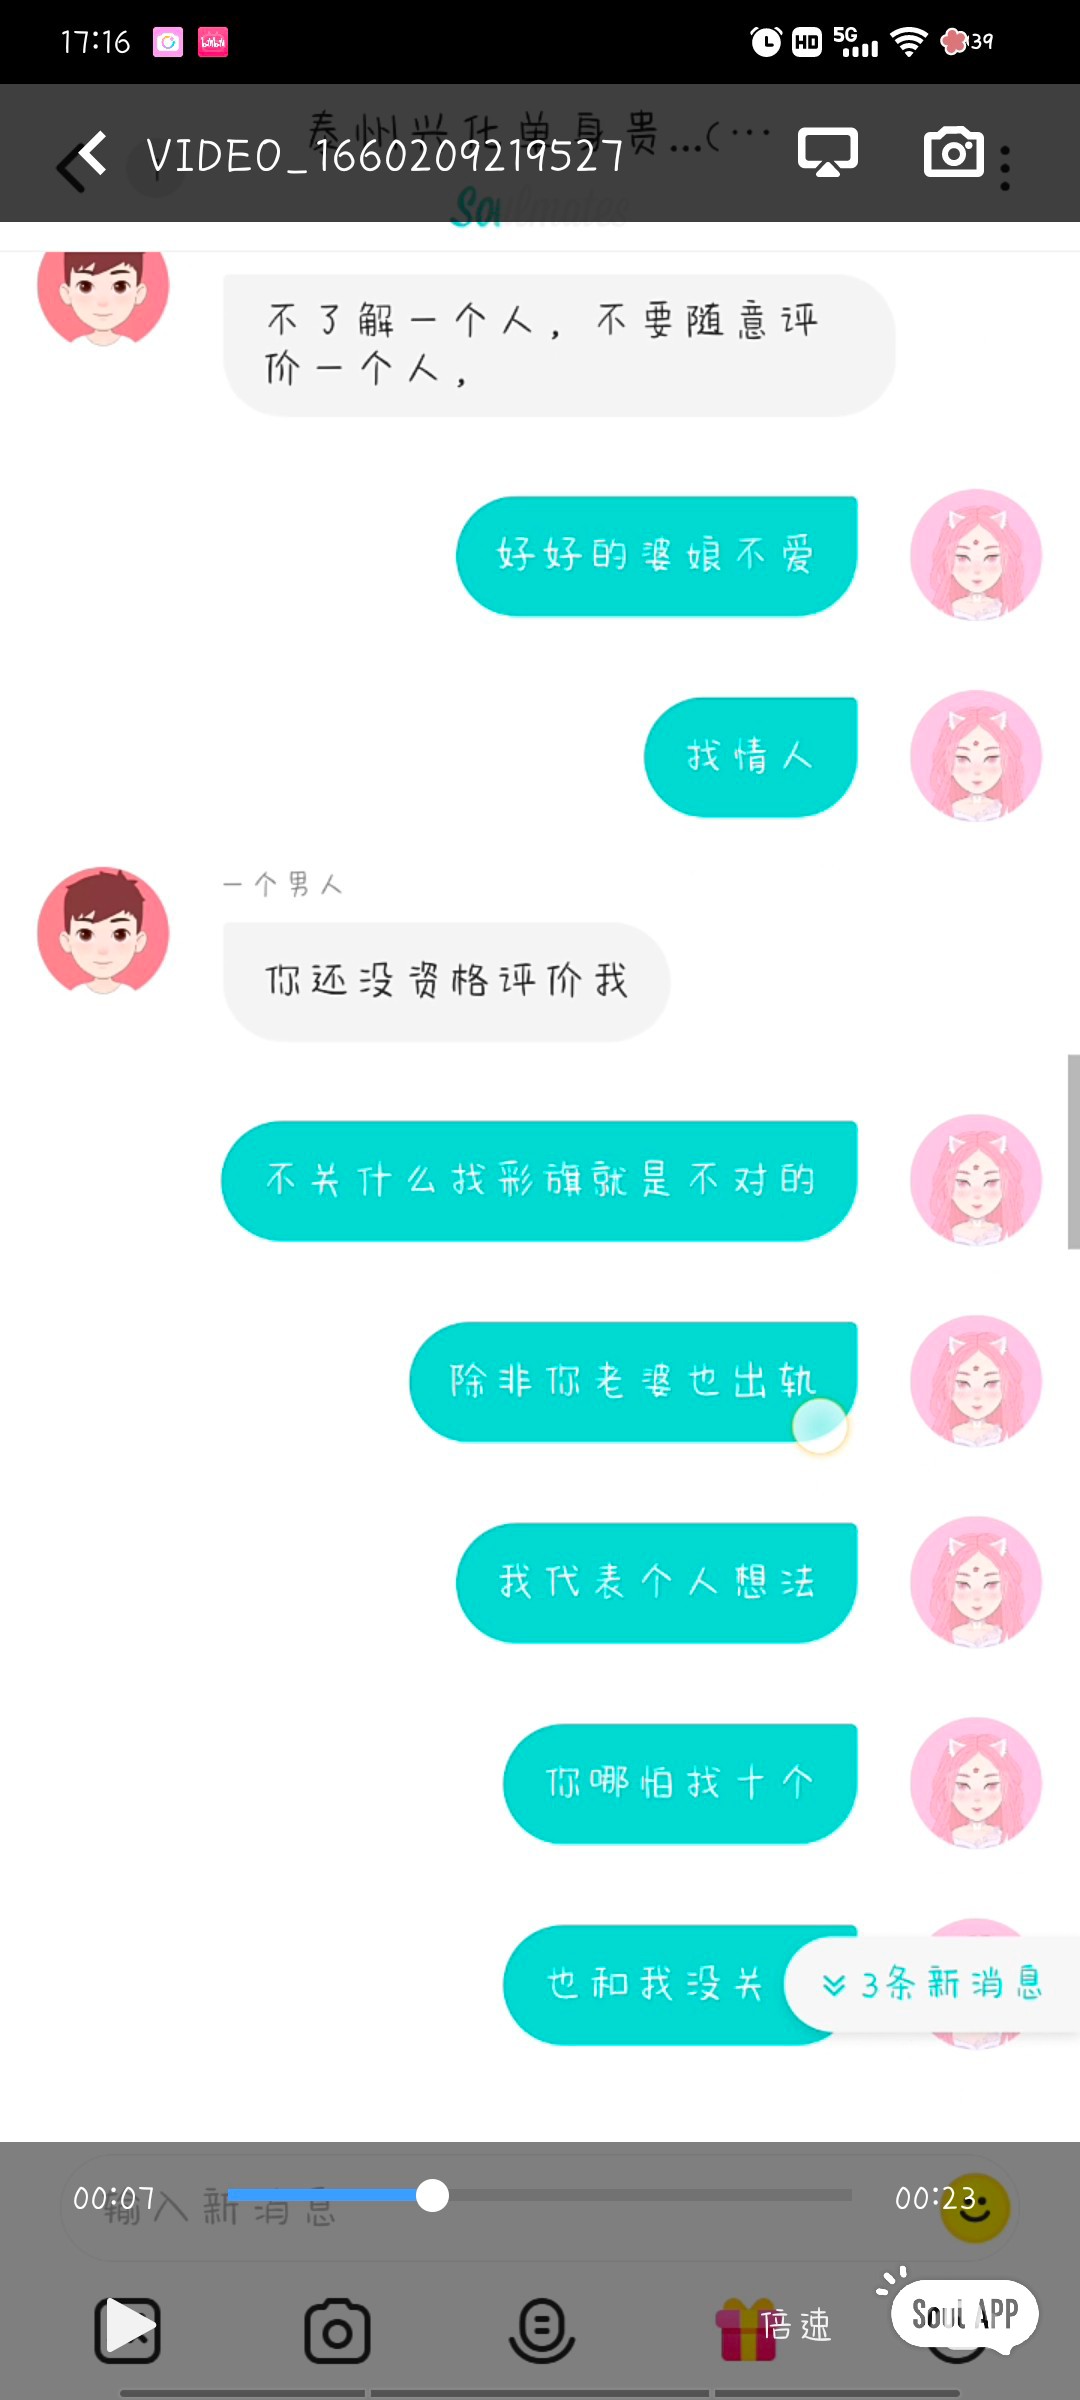 17:16
HD
5G
39
泰州兴化单身贵...(...
VIDEO_1660209219527
Soulmates
不了解一个人，不要随意评
价一个人，
好好的婆娘不爱
找情人
一个男人
你还没资格评价我
不关什么找彩旗就是不对的
除非你老婆也出轨
我代表个人想法
你哪怕找十个
也和我没关
3条新消息
00:07
输入新消息
00:23
倍速
Soul APP